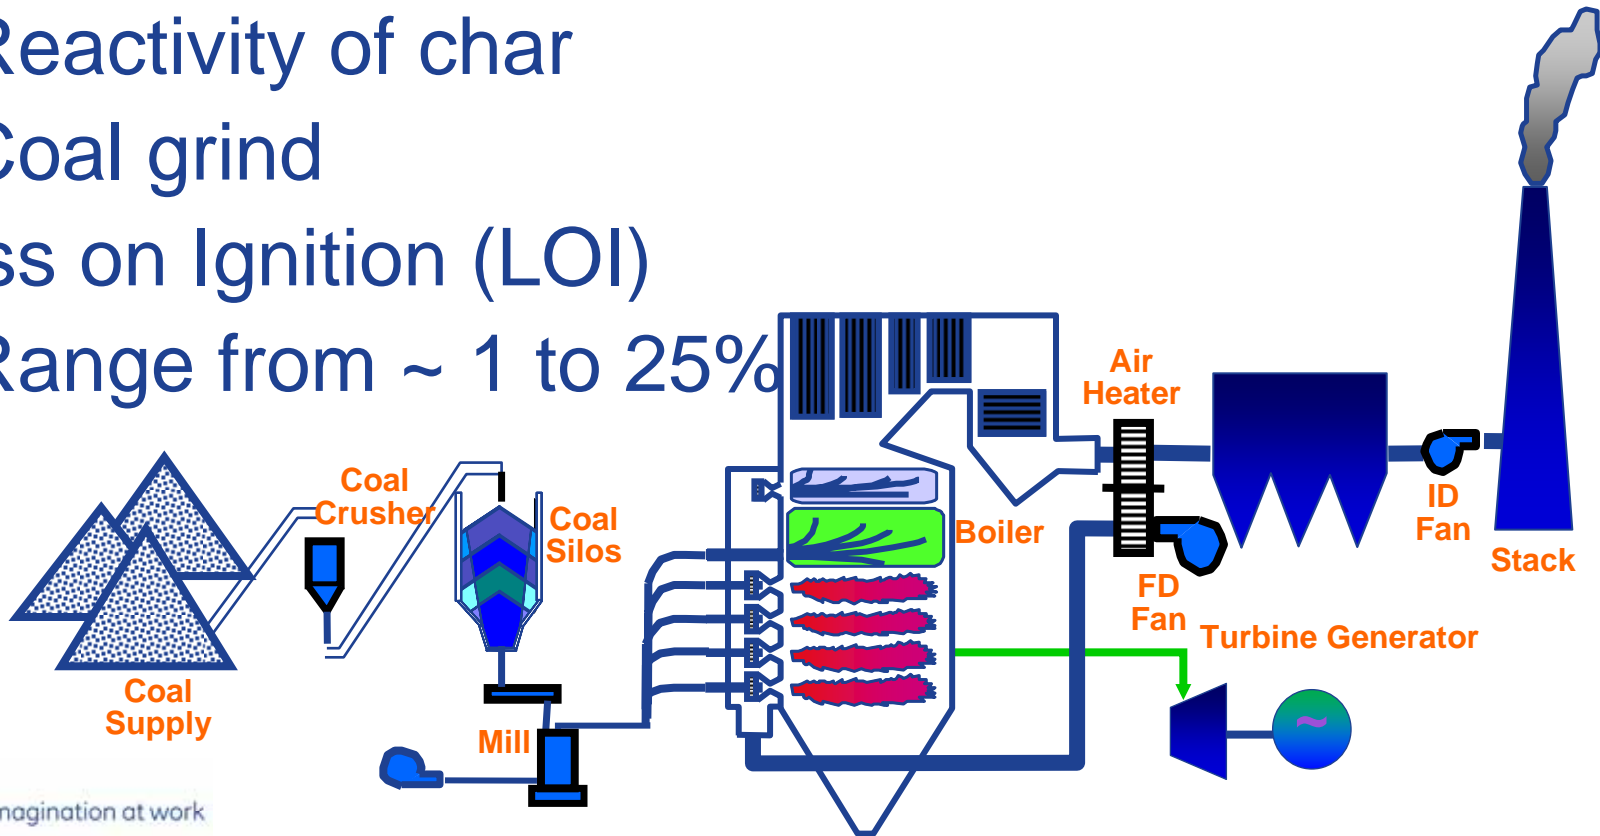 Reactivity of char
Coal grind
ss on Ignition (LOI)
Range from ~ 1 to 25%
Air
Heater
Coal
Crusher
Coal
Silos
Boiler
ID
Fan
Stack
FD
Fan
Turbine Generator
Coal
Supply
Mill
~
magination at work